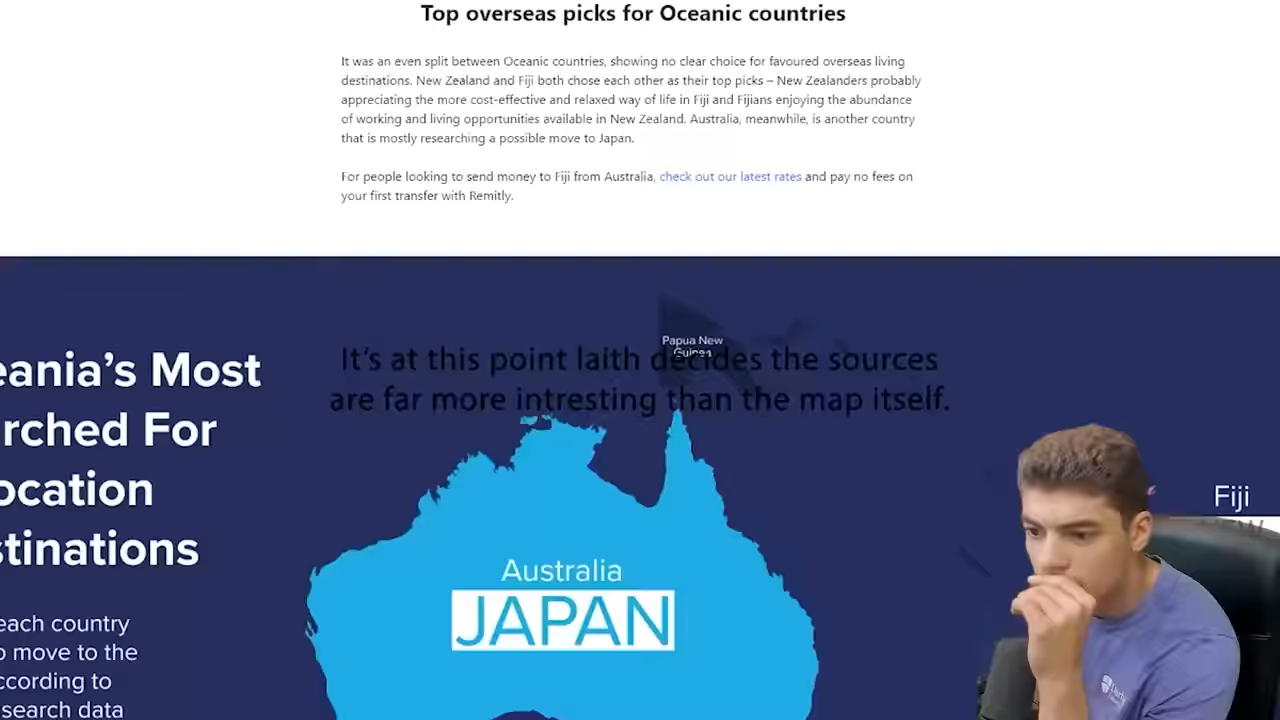 Top overseas picks for Oceanic countries
It was an even split between Oceanic countries, showing no clear choice for favoured overseas living
destinations. New Zealand and Fiji both chose each other as their top picks – New Zealanders probably
appreciating the more cost-effective and relaxed way of life in Fiji and Fijians enjoying the abundance
of working and living opportunities available in New Zealand. Australia, meanwhile, is another country
that is mostly researching a possible move to Japan.
For people looking to send money to Fiji from Australia, check out our latest rates and pay no fees on
your first transfer with Remitly.
eania's Most
rched For
ocation
stinations
each country
o move to the
ccording to
search data
Papua New
Guinea
It's at this point laith decides the sources
are far more intresting than the map itself.
Australia
JAPAN
Fiji